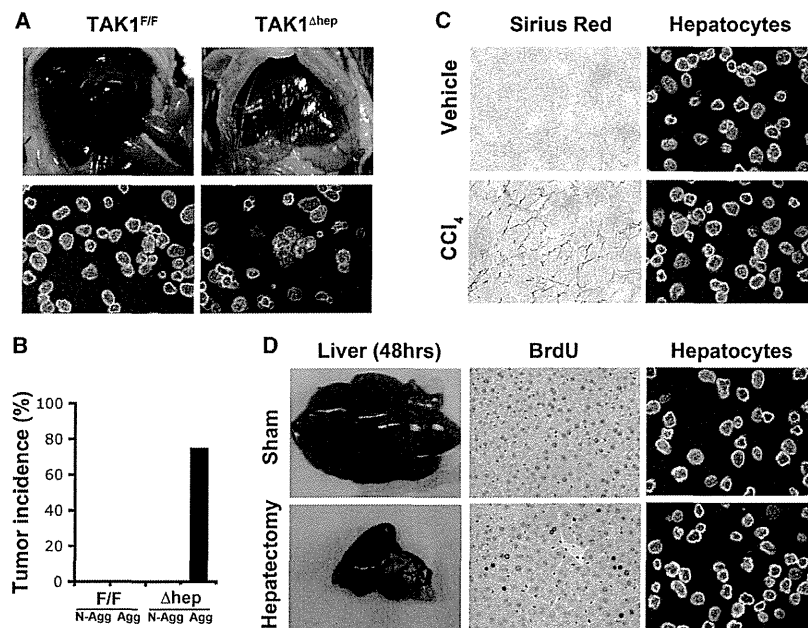 A
TAK1F/F
TAK1Δhep
B
Tumor incidence (%)
100
80
60
40
20
0
F/F
Δhep
N-Agg Agg
N-Agg Agg
C
Sirius Red
Hepatocytes
Vehicle
CCl4
D
Liver (48hrs)
BrdU
Hepatocytes
Sham
Hepatectomy